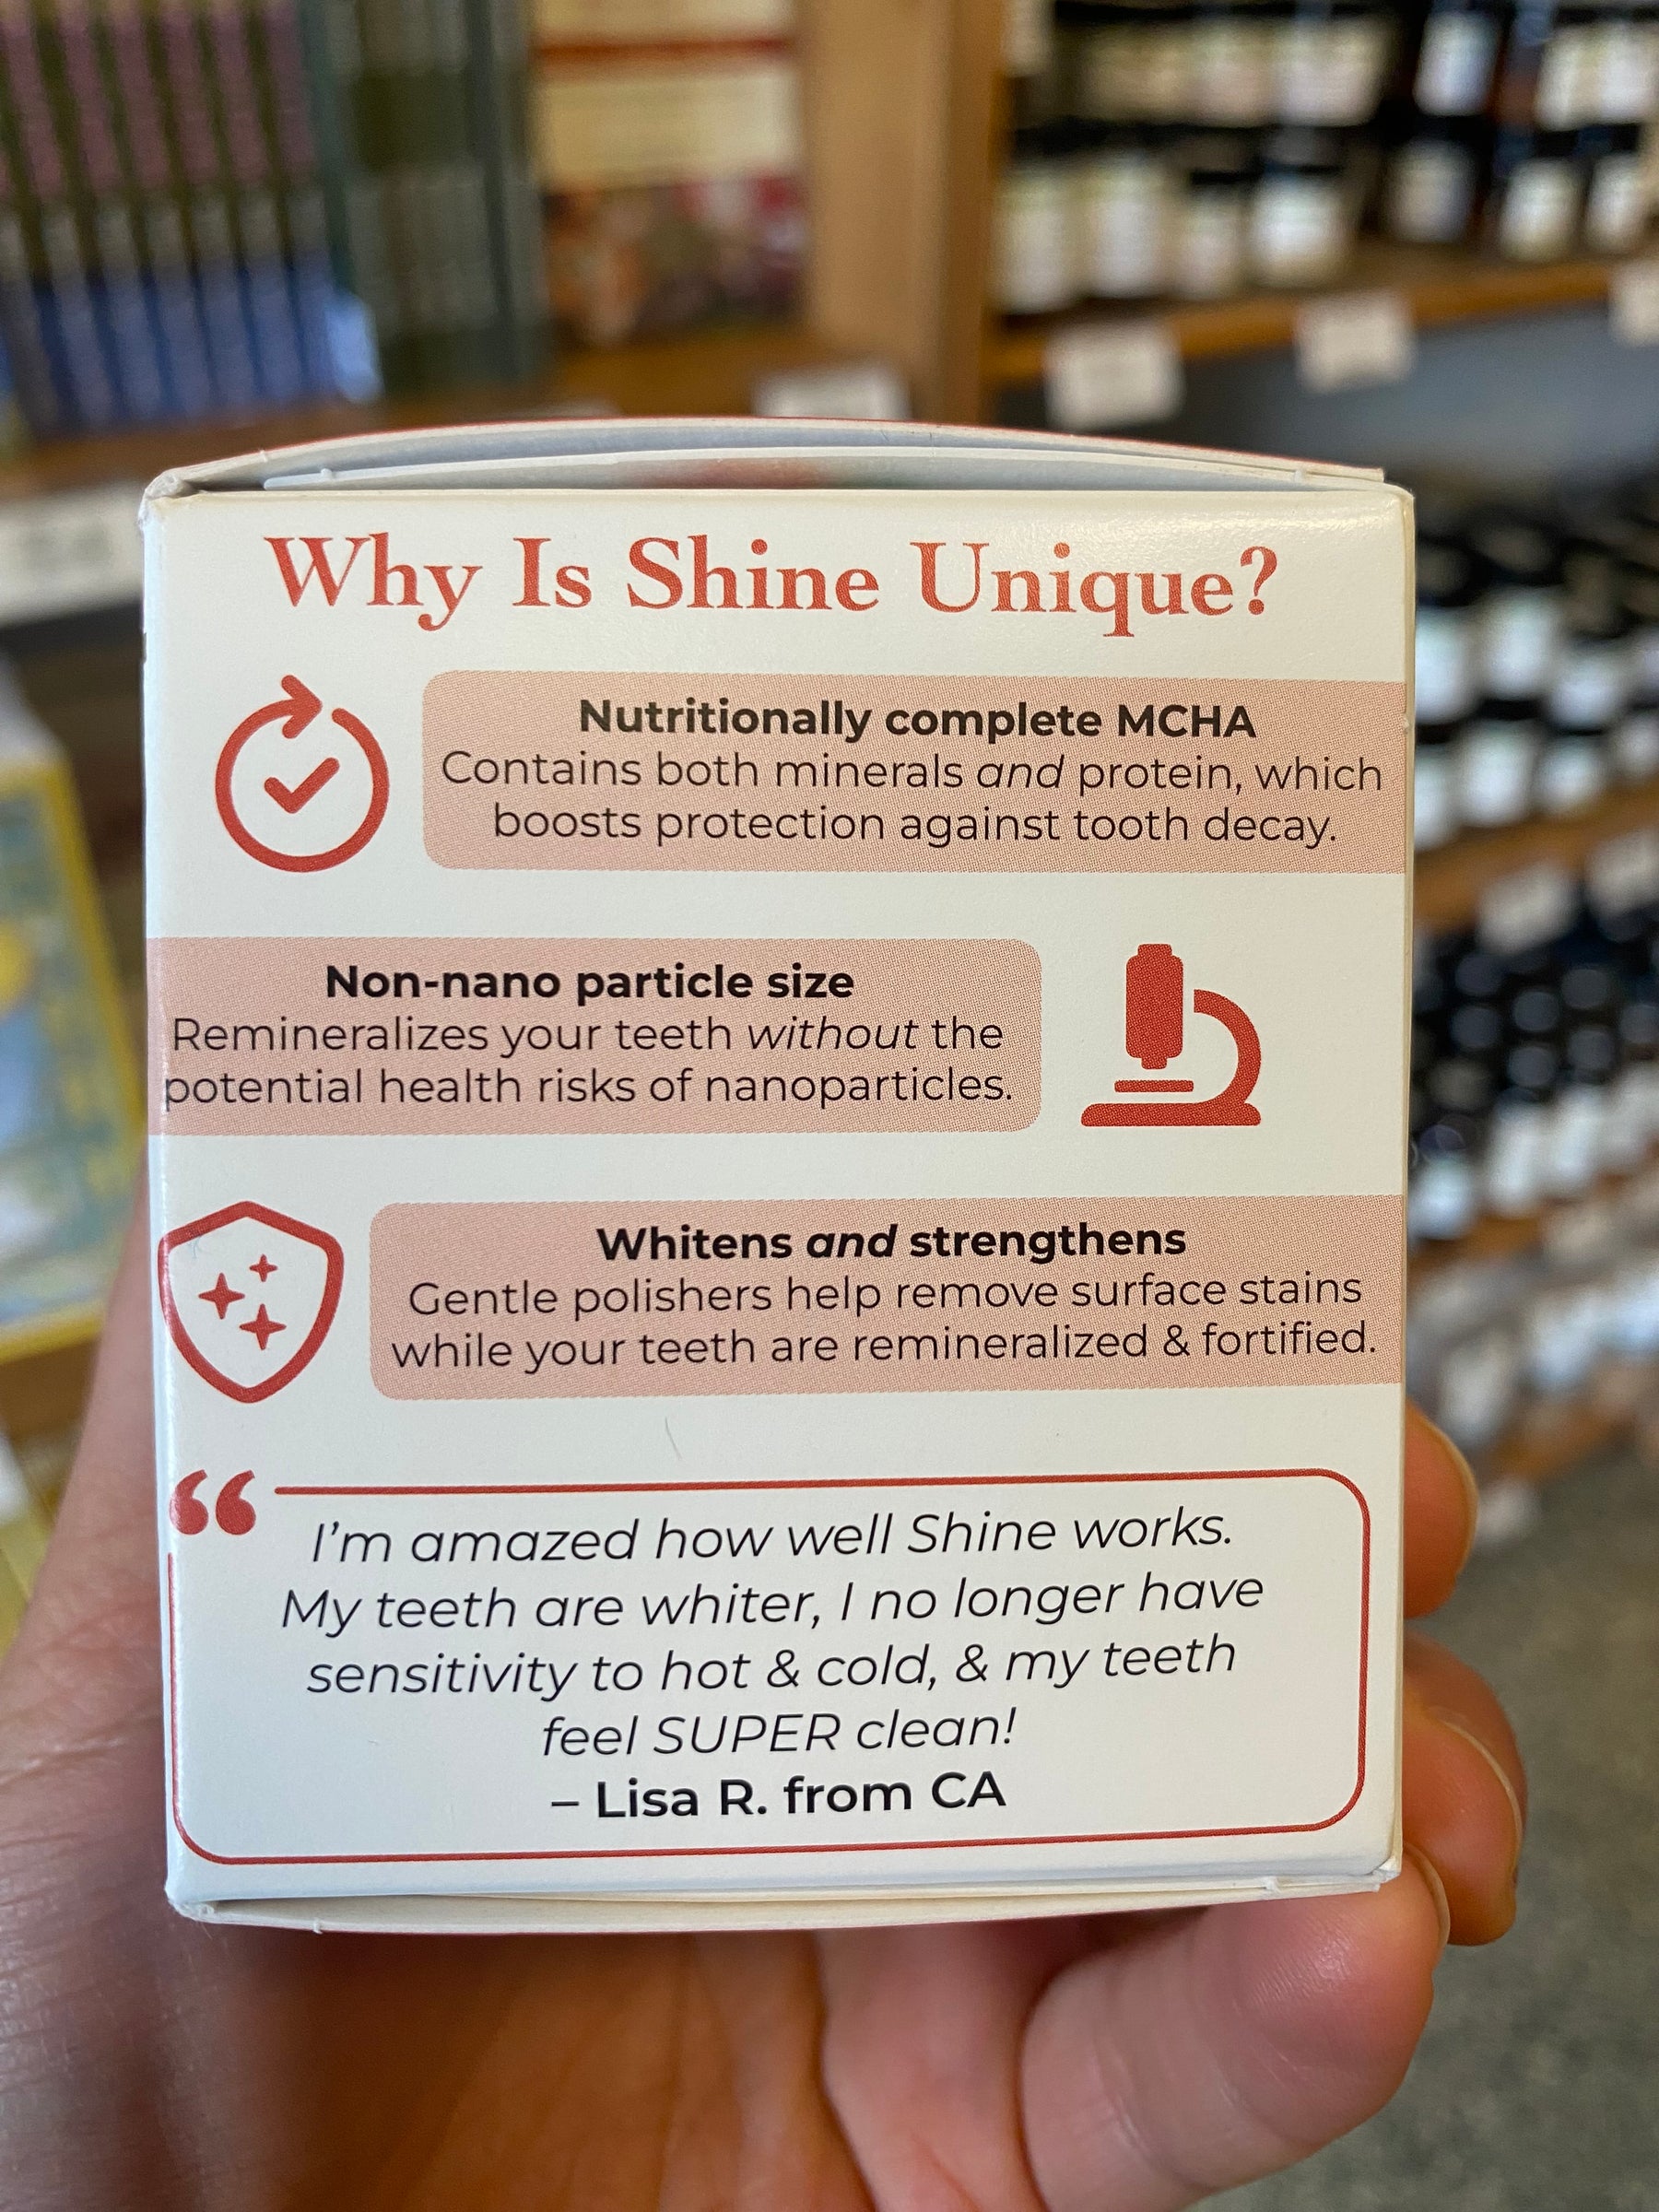 Why Is Shine Unique?
Nutritionally complete MCHA
Contains both minerals and protein, which
boosts protection against tooth decay.
Non-nano particle size
Remineralizes your teeth without the
potential health risks of nanoparticles.
Whitens and strengthens
Gentle polishers help remove surface stains
while your teeth are remineralized & fortified.
“ I’m amazed how well Shine works.
My teeth are whiter, I no longer have
sensitivity to hot & cold, & my teeth
feel SUPER clean!
– Lisa R. from CA